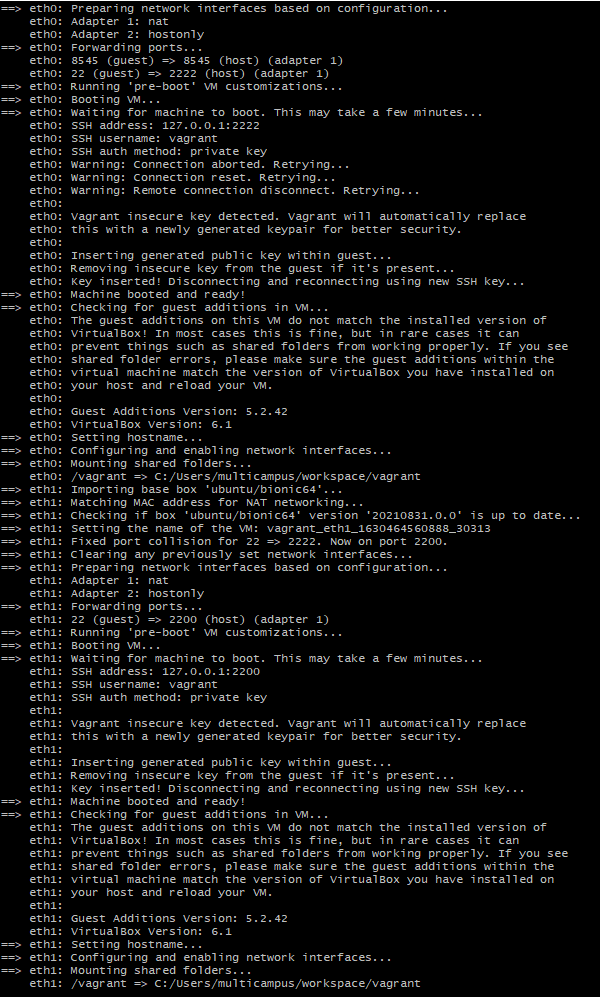 ==> eth0: Preparing network interfaces based on configuration...
    eth0: Adapter 1: nat
    eth0: Adapter 2: hostonly
==> eth0: Forwarding ports...
    eth0: 8545 (guest) => 8545 (host) (adapter 1)
    eth0: 22 (guest) => 2222 (host) (adapter 1)
==> eth0: Running 'pre-boot' VM customizations...
==> eth0: Booting VM...
==> eth0: Waiting for machine to boot. This may take a few minutes...
    eth0: SSH address: 127.0.0.1:2222
    eth0: SSH username: vagrant
    eth0: SSH auth method: private key
    eth0: Warning: Connection aborted. Retrying...
    eth0: Warning: Connection reset. Retrying...
    eth0: Warning: Remote connection disconnect. Retrying...
    eth0:
    eth0: Vagrant insecure key detected. Vagrant will automatically replace
    eth0: this with a newly generated keypair for better security.
    eth0:
    eth0: Inserting generated public key within guest...
    eth0: Removing insecure key from the guest if it's present...
    eth0: Key inserted! Disconnecting and reconnecting using new SSH key...
==> eth0: Machine booted and ready!
==> eth0: Checking for guest additions in VM...
    eth0: The guest additions on this VM do not match the installed version of
    eth0: VirtualBox! In most cases this is fine, but in rare cases it can
    eth0: prevent things such as shared folders from working properly. If you see
    eth0: shared folder errors, please make sure the guest additions within the
    eth0: virtual machine match the version of VirtualBox you have installed on
    eth0: your host and reload your VM.
    eth0:
    eth0: Guest Additions Version: 5.2.42
    eth0: VirtualBox Version: 6.1
==> eth0: Setting hostname...
==> eth0: Configuring and enabling network interfaces...
==> eth0: Mounting shared folders...
    eth0: /vagrant => C:/Users/multicampus/workspace/vagrant
==> eth1: Importing base box 'ubuntu/bionic64'...
==> eth1: Matching MAC address for NAT networking...
==> eth1: Checking if box 'ubuntu/bionic64' version '20210831.0.0' is up to date...
==> eth1: Setting the name of the VM: vagrant_eth1_1630464560888_30313
==> eth1: Fixed port collision for 22 => 2222. Now on port 2200.
==> eth1: Clearing any previously set network interfaces...
==> eth1: Preparing network interfaces based on configuration...
    eth1: Adapter 1: nat
    eth1: Adapter 2: hostonly
==> eth1: Forwarding ports...
    eth1: 22 (guest) => 2200 (host) (adapter 1)
==> eth1: Running 'pre-boot' VM customizations...
==> eth1: Booting VM...
==> eth1: Waiting for machine to boot. This may take a few minutes...
    eth1: SSH address: 127.0.0.1:2200
    eth1: SSH username: vagrant
    eth1: SSH auth method: private key
    eth1:
    eth1: Vagrant insecure key detected. Vagrant will automatically replace
    eth1: this with a newly generated keypair for better security.
    eth1:
    eth1: Inserting generated public key within guest...
    eth1: Removing insecure key from the guest if it's present...
    eth1: Key inserted! Disconnecting and reconnecting using new SSH key...
==> eth1: Machine booted and ready!
==> eth1: Checking for guest additions in VM...
    eth1: The guest additions on this VM do not match the installed version of
    eth1: VirtualBox! In most cases this is fine, but in rare cases it can
    eth1: prevent things such as shared folders from working properly. If you see
    eth1: shared folder errors, please make sure the guest additions within the
    eth1: virtual machine match the version of VirtualBox you have installed on
    eth1: your host and reload your VM.
    eth1:
    eth1: Guest Additions Version: 5.2.42
    eth1: VirtualBox Version: 6.1
==> eth1: Setting hostname...
==> eth1: Configuring and enabling network interfaces...
==> eth1: Mounting shared folders...
    eth1: /vagrant => C:/Users/multicampus/workspace/vagrant